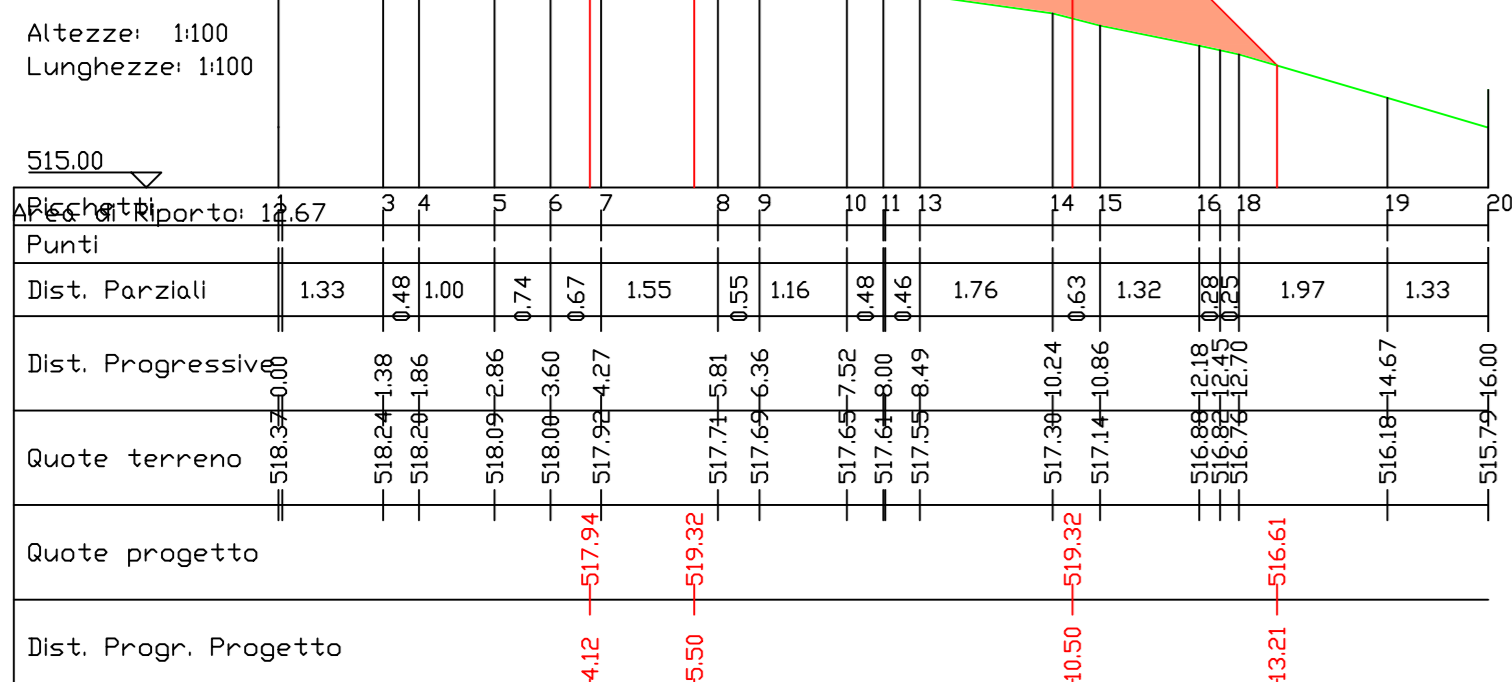 Altezze: 1:100
Lunghezze: 1:100
515.00
Picchetti 1 3 4 5 6 7 8 9 10 11 13 14 15 16 18 19 20
Area di Riporto: 12.67
Punti
Dist. Parziali 1.33 0.48 1.00 0.74 0.67 1.55 0.55 1.16 0.48 0.46 1.76 0.63 1.32 0.28 0.25 1.97 1.33
Dist. Progressive 0.00 1.38 1.86 2.86 3.60 4.27 5.81 6.36 7.52 8.00 8.49 10.24 10.86 12.18 12.45 12.70 14.67 16.00
Quote terreno 518.37 518.24 518.20 518.09 518.00 517.92 517.71 517.69 517.65 517.61 517.55 517.30 517.14 516.88 516.82 516.76 516.18 515.79
Quote progetto 517.94 519.32 519.32 516.61
Dist. Progr. Progetto 4.12 5.50 10.50 13.21